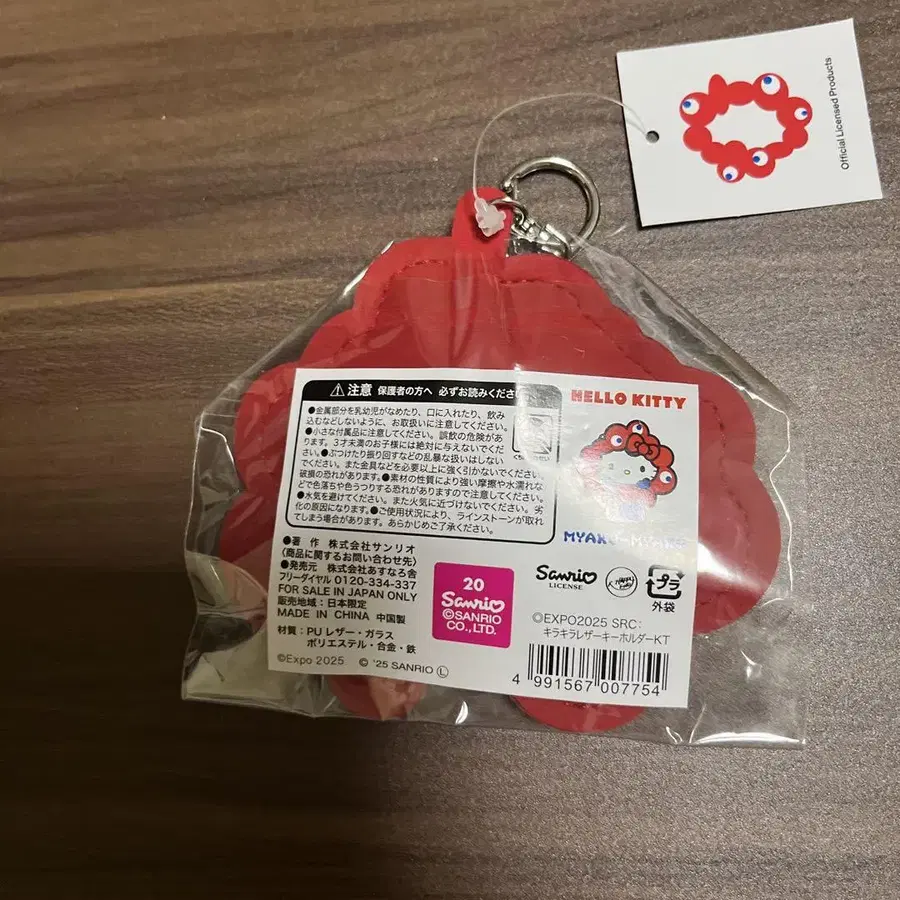 Official Licensed Products
注意 保護者の方へ 必ずお読みくださ
●金属部分を乳幼児がなめたり、口に入れたり、飲み
込むなどしないように、お取扱いに注意してください。
●小さな付属品に注意してください。誤飲の危険があ
ります。3才未満のお子様には絶対に与えないでくだ
さい。●ぶつけたり振り回すなどの乱暴な扱いはしない
でください。また金具などを必要以上に強く引かないでください。
破損の恐れがあります。●素材の性質により強い摩擦や水濡れな
どで色落ちや色うつりする恐れがありますので注意してください。
●水気を避けてください。また火気に近づけないでください。劣
化の原因になります。●ご使用状況により、ラインストーンが取れ
てしまう場合があります。あらかじめご了承ください。
HELLO KITTY
MYAKU-MYAKU
●著 作 株式会社サンリオ
〈商品に関するお問い合わせ先〉
●発売元 株式会社あすなろ舎
フリーダイヤル 0120-334-337
FOR SALE IN JAPAN ONLY
販売地域：日本限定
MADE IN CHINA 中国製
材質：PU レザー・ガラス
ポリエステル・合金・鉄
©Expo 2025 © '25 SANRIO Ⓛ
20
Sanrio
©SANRIO
CO., LTD.
Sanrio
LICENSE
プラ
外袋
©EXPO2025 SRC:
キラキラレザーキーホルダーKT
4 991567 007754